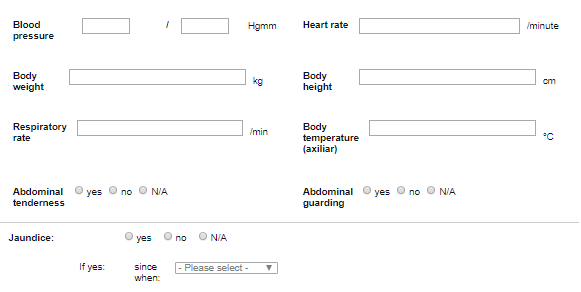 Blood pressure / Hgmm Heart rate /minute
Body weight kg Body height cm
Respiratory rate /min Body temperature (axiliar) °C
Abdominal tenderness yes no N/A Abdominal guarding yes no N/A
Jaundice: yes no N/A
If yes: since when: - Please select -